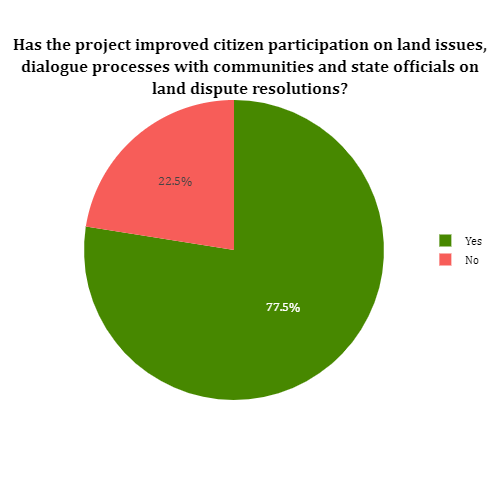 Has the project improved citizen participation on land issues,
dialogue processes with communities and state officials on
land dispute resolutions?
22.5%
77.5%
Yes
No